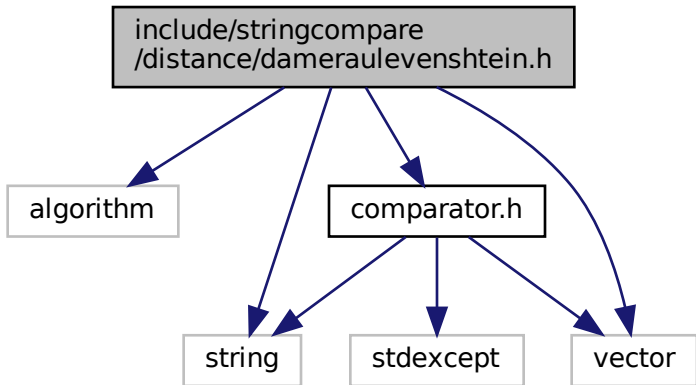 include/stringcompare
/distance/dameraulevenshtein.h
algorithm
comparator.h
string
stdexcept
vector